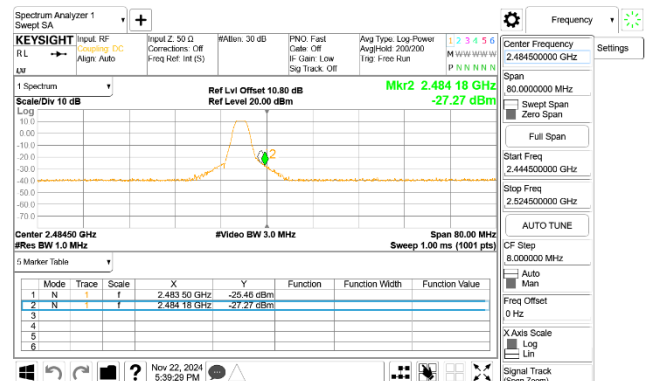 Spectrum Analyzer 1
Swept SA
Frequency
KEYSIGHT Input: RF Input Z: 50 Ω #Atten: 30 dB PNO: Fast Avg Type: Log-Power 1 2 3 4 5 6
RL Coupling: DC Corrections: Off Gate: Off Avg|Hold: 200/200 M W W W W W
Align: Auto Freq Ref: Int (S) IF Gain: Low Trig: Free Run
Sig Track: Off P N N N N N
LXI
1 Spectrum Ref Lvl Offset 10.80 dB Mkr2 2.484 18 GHz
Scale/Div 10 dB Ref Level 20.00 dBm -27.27 dBm
Log
10.0
0.00
-10.0
-20.0
-30.0
-40.0
-50.0
-60.0
-70.0
2
Center 2.48450 GHz #Video BW 3.0 MHz Span 80.00 MHz
#Res BW 1.0 MHz Sweep 1.00 ms (1001 pts)
5 Marker Table
Mode Trace Scale X Y Function Function Width Function Value
1 N 1 f 2.483 50 GHz -25.46 dBm
2 N 1 f 2.484 18 GHz -27.27 dBm
3
4
5
6
?
Nov 22, 2024
5:39:29 PM
Center Frequency
2.484500000 GHz
Settings
Span
80.0000000 MHz
Swept Span
Zero Span
Full Span
Start Freq
2.444500000 GHz
Stop Freq
2.524500000 GHz
AUTO TUNE
CF Step
8.000000 MHz
Auto
Man
Freq Offset
0 Hz
X Axis Scale
Log
Lin
Signal Track
(Span Zoom)